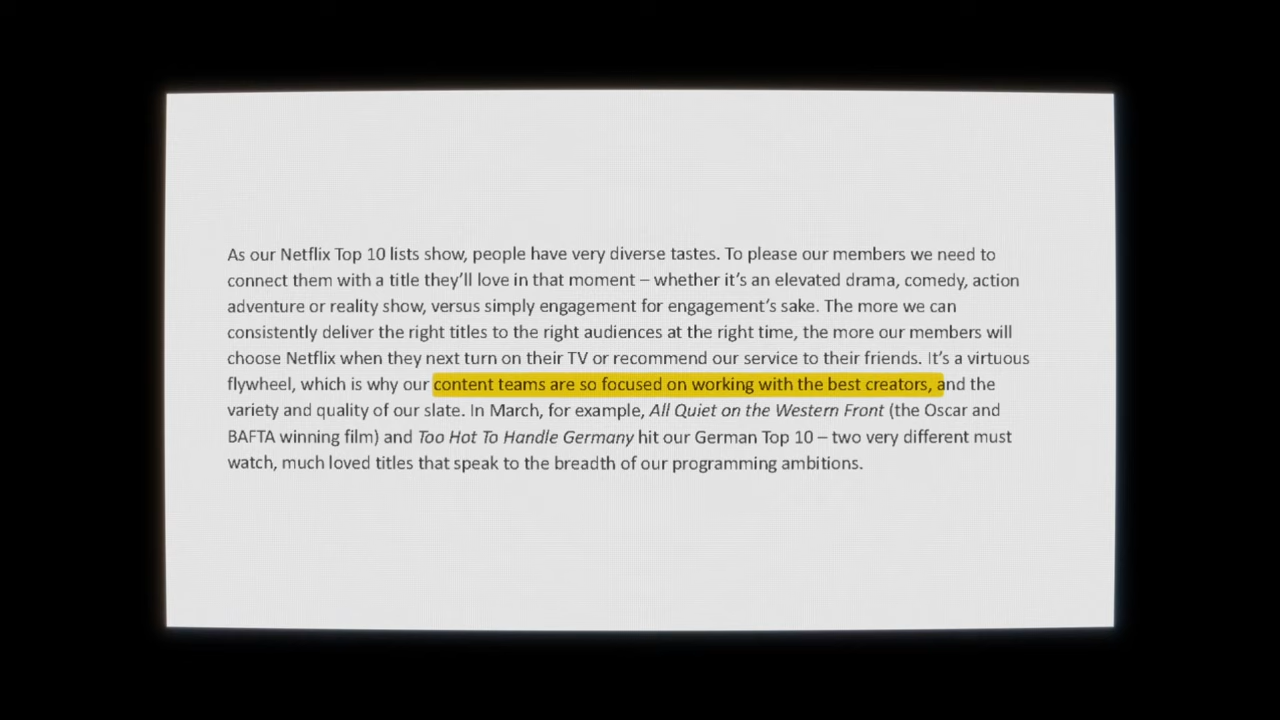 As our Netflix Top 10 lists show, people have very diverse tastes. To please our members we need to
connect them with a title they’ll love in that moment – whether it’s an elevated drama, comedy, action
adventure or reality show, versus simply engagement for engagement’s sake. The more we can
consistently deliver the right titles to the right audiences at the right time, the more our members will
choose Netflix when they next turn on their TV or recommend our service to their friends. It’s a virtuous
flywheel, which is why our content teams are so focused on working with the best creators, and the
variety and quality of our slate. In March, for example, All Quiet on the Western Front (the Oscar and
BAFTA winning film) and Too Hot To Handle Germany hit our German Top 10 – two very different must
watch, much loved titles that speak to the breadth of our programming ambitions.